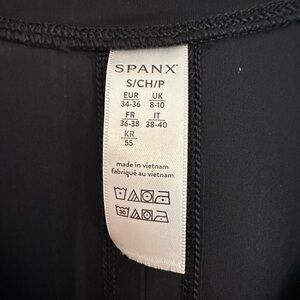 SPANX
S/CH/P
EUR UK
34-36 8-10
FR IT
36-38 38-40
KR
55
made in vietnam
fabriqué au vietnam
30